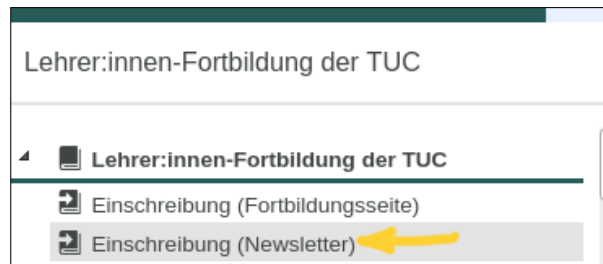 Lehrer:innen-Fortbildung der TUC
Lehrer:innen-Fortbildung der TUC
Einschreibung (Fortbildungsseite)
Einschreibung (Newsletter)